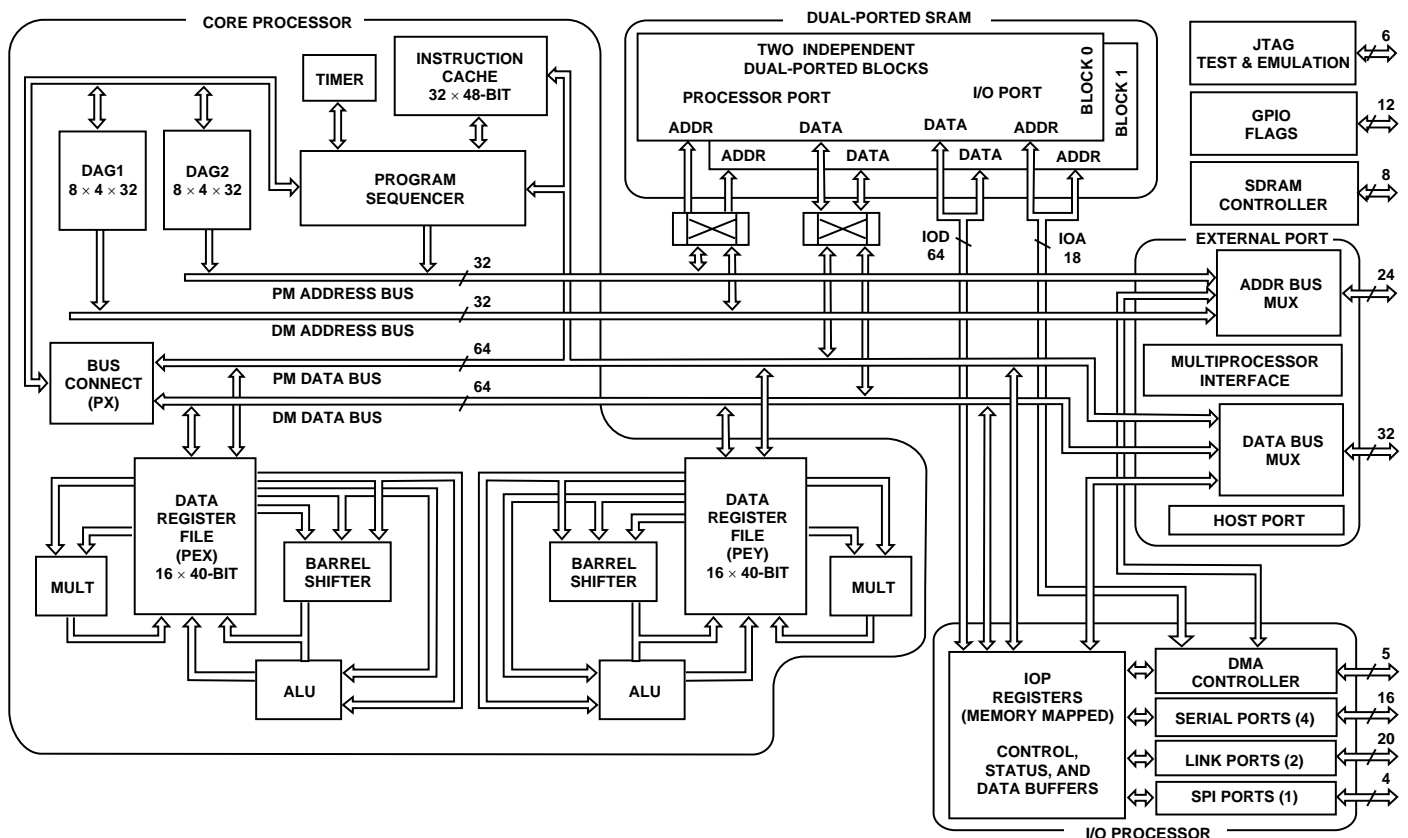 CORE PROCESSOR
TIMER
INSTRUCTION
CACHE
32 × 48-BIT
DAG1
8 × 4 × 32
DAG2
8 × 4 × 32
PROGRAM
SEQUENCER
DUAL-PORTED SRAM
TWO INDEPENDENT
DUAL-PORTED BLOCKS
PROCESSOR PORT
I/O PORT
ADDR
DATA
DATA
ADDR
BLOCK 0
ADDR
DATA
DATA
ADDR
BLOCK 1
JTAG
TEST & EMULATION
6
GPIO
FLAGS
12
SDRAM
CONTROLLER
8
IOD
64
IOA
18
32
PM ADDRESS BUS
32
DM ADDRESS BUS
BUS
CONNECT
(PX)
64
PM DATA BUS
64
DM DATA BUS
EXTERNAL PORT
ADDR BUS
MUX
24
MULTIPROCESSOR
INTERFACE
DATA BUS
MUX
32
HOST PORT
MULT
DATA
REGISTER
FILE
(PEX)
16 × 40-BIT
BARREL
SHIFTER
ALU
BARREL
SHIFTER
DATA
REGISTER
FILE
(PEY)
16 × 40-BIT
MULT
ALU
IOP
REGISTERS
(MEMORY MAPPED)
CONTROL,
STATUS, AND
DATA BUFFERS
DMA
CONTROLLER
5
SERIAL PORTS (4)
16
LINK PORTS (2)
20
SPI PORTS (1)
4
I/O PROCESSOR